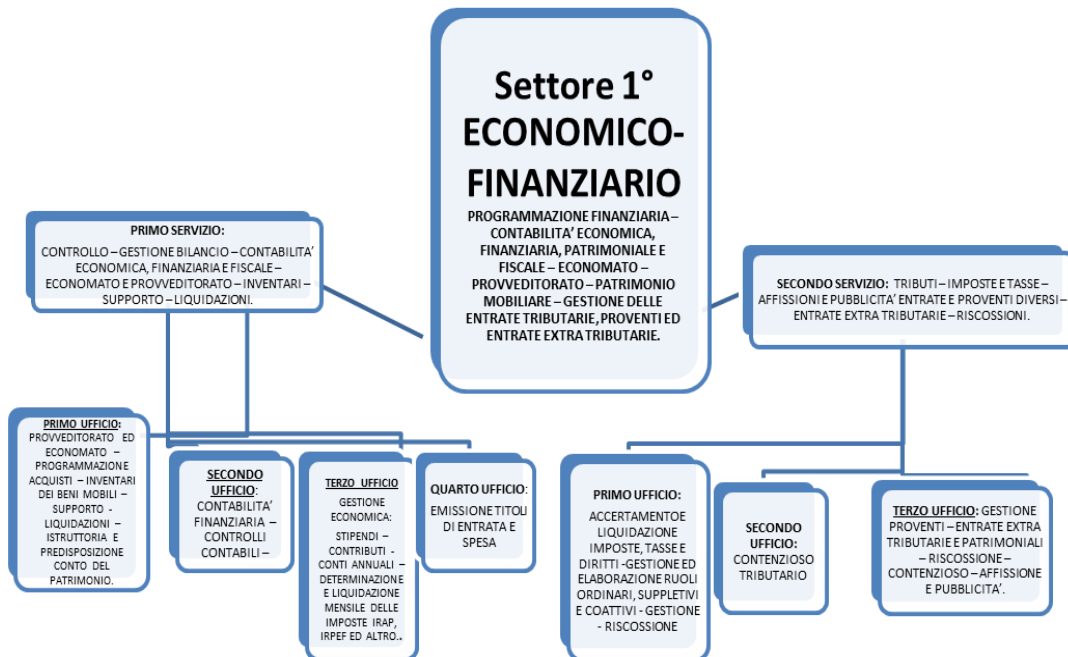 Settore 1°
ECONOMICO-
FINANZIARIO
PROGRAMMAZIONE FINANZIARIA –
CONTABILITA’ ECONOMICA,
FINANZIARIA, PATRIMONIALE E
FISCALE – ECONOMATO –
PROVVEDITORATO – PATRIMONIO
MOBILIARE – GESTIONE DELLE
ENTRATE TRIBUTARIE, PROVENTI ED
ENTRATE EXTRA TRIBUTARIE.
PRIMO SERVIZIO:
CONTROLLO – GESTIONE BILANCIO – CONTABILITA’
ECONOMICA, FINANZIARIA E FISCALE –
ECONOMATO E PROVVEDITORATO – INVENTARI –
SUPPORTO – LIQUIDAZIONI.
SECONDO SERVIZIO: TRIBUTI – IMPOSTE E TASSE –
AFFISSIONI E PUBBLICITA’ ENTRATE E PROVENTI DIVERSI –
ENTRATE EXTRA TRIBUTARIE – RISCOSSIONI.
PRIMO UFFICIO:
PROVVEDITORATO ED
ECONOMATO –
PROGRAMMAZIONE
ACQUISTI – INVENTARI
DEI BENI MOBILI –
SUPPORTO -
LIQUIDAZIONI –
ISTRUTTORIA E
PREDISPOSIZIONE
CONTO DEL
PATRIMONIO.
SECONDO
UFFICIO:
CONTABILITA’
FINANZIARIA –
CONTROLLI
CONTABILI –
TERZO UFFICIO
GESTIONE
ECONOMICA:
STIPENDI –
CONTRIBUTI -
CONTI ANNUALI –
DETERMINAZIONE
E LIQUIDAZIONE
MENSILE DELLE
IMPOSTE IRAP,
IRPEF ED ALTRO..
QUARTO UFFICIO:
EMISSIONE TITOLI
DI ENTRATA E
SPESA
PRIMO UFFICIO:
ACCERTAMENTO E
LIQUIDAZIONE
IMPOSTE, TASSE E
DIRITTI -GESTIONE ED
ELABORAZIONE RUOLI
ORDINARI, SUPPLETIVI
E COATTIVI - GESTIONE
- RISCOSSIONE
SECONDO
UFFICIO:
CONTENZIOSO
TRIBUTARIO
TERZO UFFICIO: GESTIONE
PROVENTI – ENTRATE EXTRA
TRIBUTARIE E PATRIMONIALI
– RISCOSSIONE –
CONTENZIOSO – AFFISSIONE
E PUBBLICITA’.